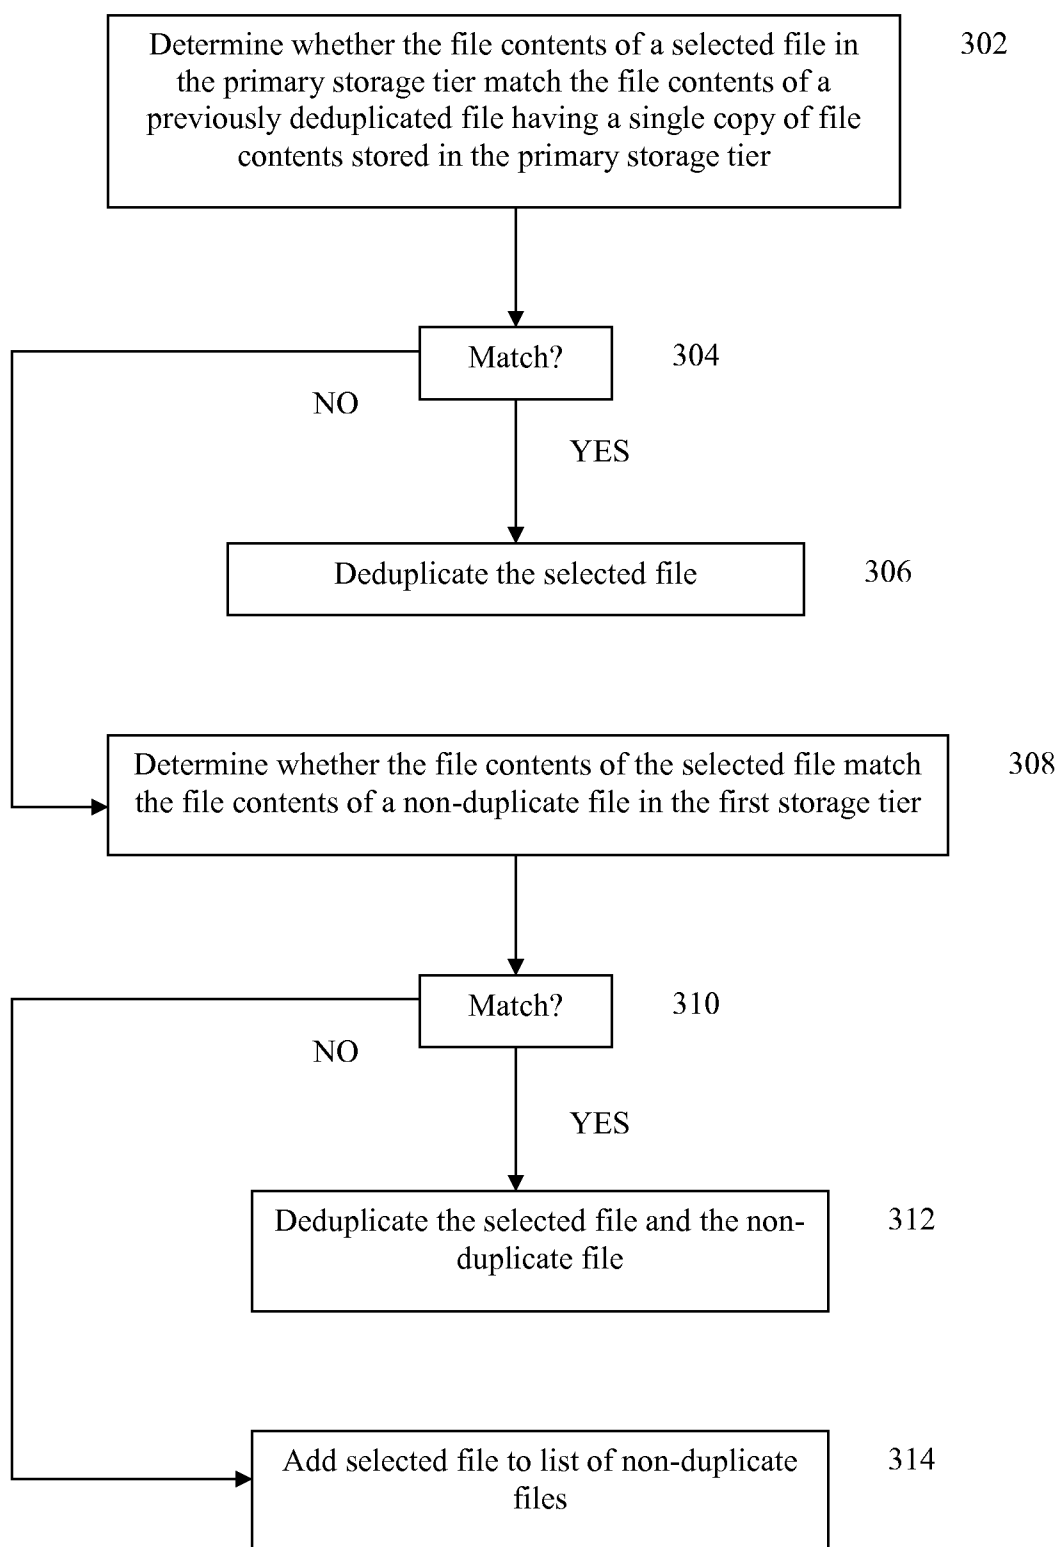 Determine whether the file contents of a selected file in
the primary storage tier match the file contents of a
previously deduplicated file having a single copy of file
contents stored in the primary storage tier
302
Match?
304
NO
YES
Deduplicate the selected file
306
Determine whether the file contents of the selected file match
the file contents of a non-duplicate file in the first storage tier
308
Match?
310
NO
YES
Deduplicate the selected file and the non-
duplicate file
312
Add selected file to list of non-duplicate
files
314